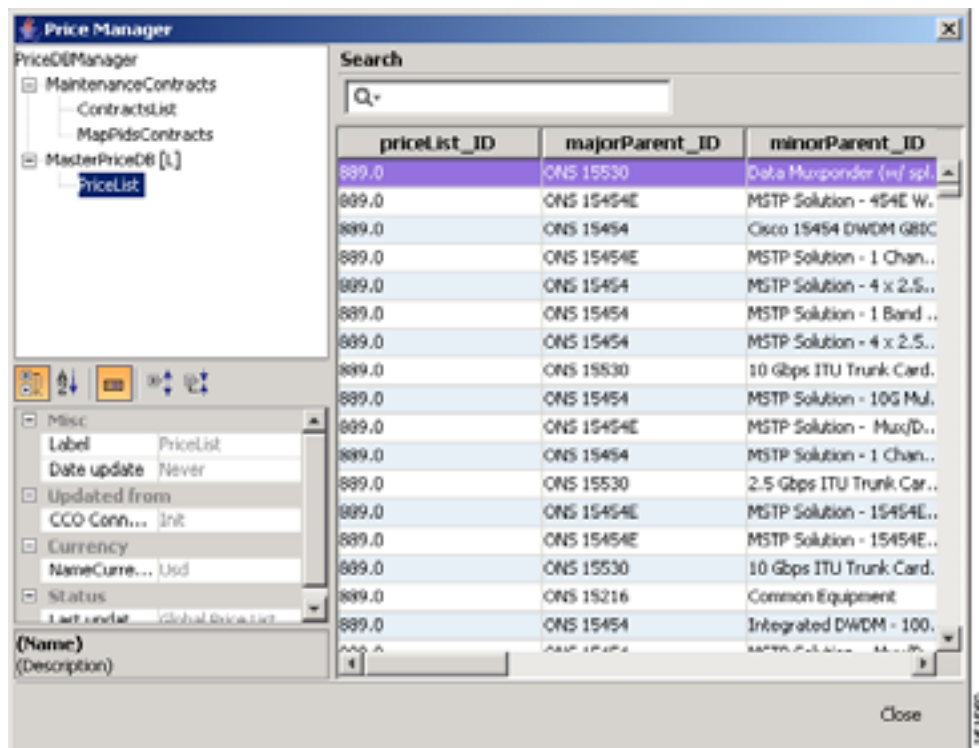 Price Manager
PriceDBManager
MaintenanceContracts
ContractsList
MapPidsContracts
MasterPriceDB [L]
PriceList
Misc
Label PriceList
Date update Never
Updated from
CCO Conn... Init
Currency
NameCurre... Usd
Status
Last updat Global Price List
(Name)
(Description)
Search
priceList_ID majorParent_ID minorParent_ID
889.0 ONS 15530 Data Muxponder (w/ spl.
889.0 ONS 15454E MSTP Solution - 454E W.
889.0 ONS 15454 Cisco 15454 DWDM GBIC
889.0 ONS 15454E MSTP Solution - 1 Chan..
889.0 ONS 15454 MSTP Solution - 4 x 2.5..
889.0 ONS 15454 MSTP Solution - 1 Band ..
889.0 ONS 15454 MSTP Solution - 4 x 2.5..
889.0 ONS 15530 10 Gbps ITU Trunk Card.
889.0 ONS 15454 MSTP Solution - 10G Mul.
889.0 ONS 15454E MSTP Solution - Mux/D..
889.0 ONS 15454 MSTP Solution - 1 Chan..
889.0 ONS 15530 2.5 Gbps ITU Trunk Car..
889.0 ONS 15454E MSTP Solution - 15454E..
889.0 ONS 15454E MSTP Solution - 15454E..
889.0 ONS 15530 10 Gbps ITU Trunk Card.
889.0 ONS 15216 Common Equipment
889.0 ONS 15454 Integrated DWDM - 100.
Close